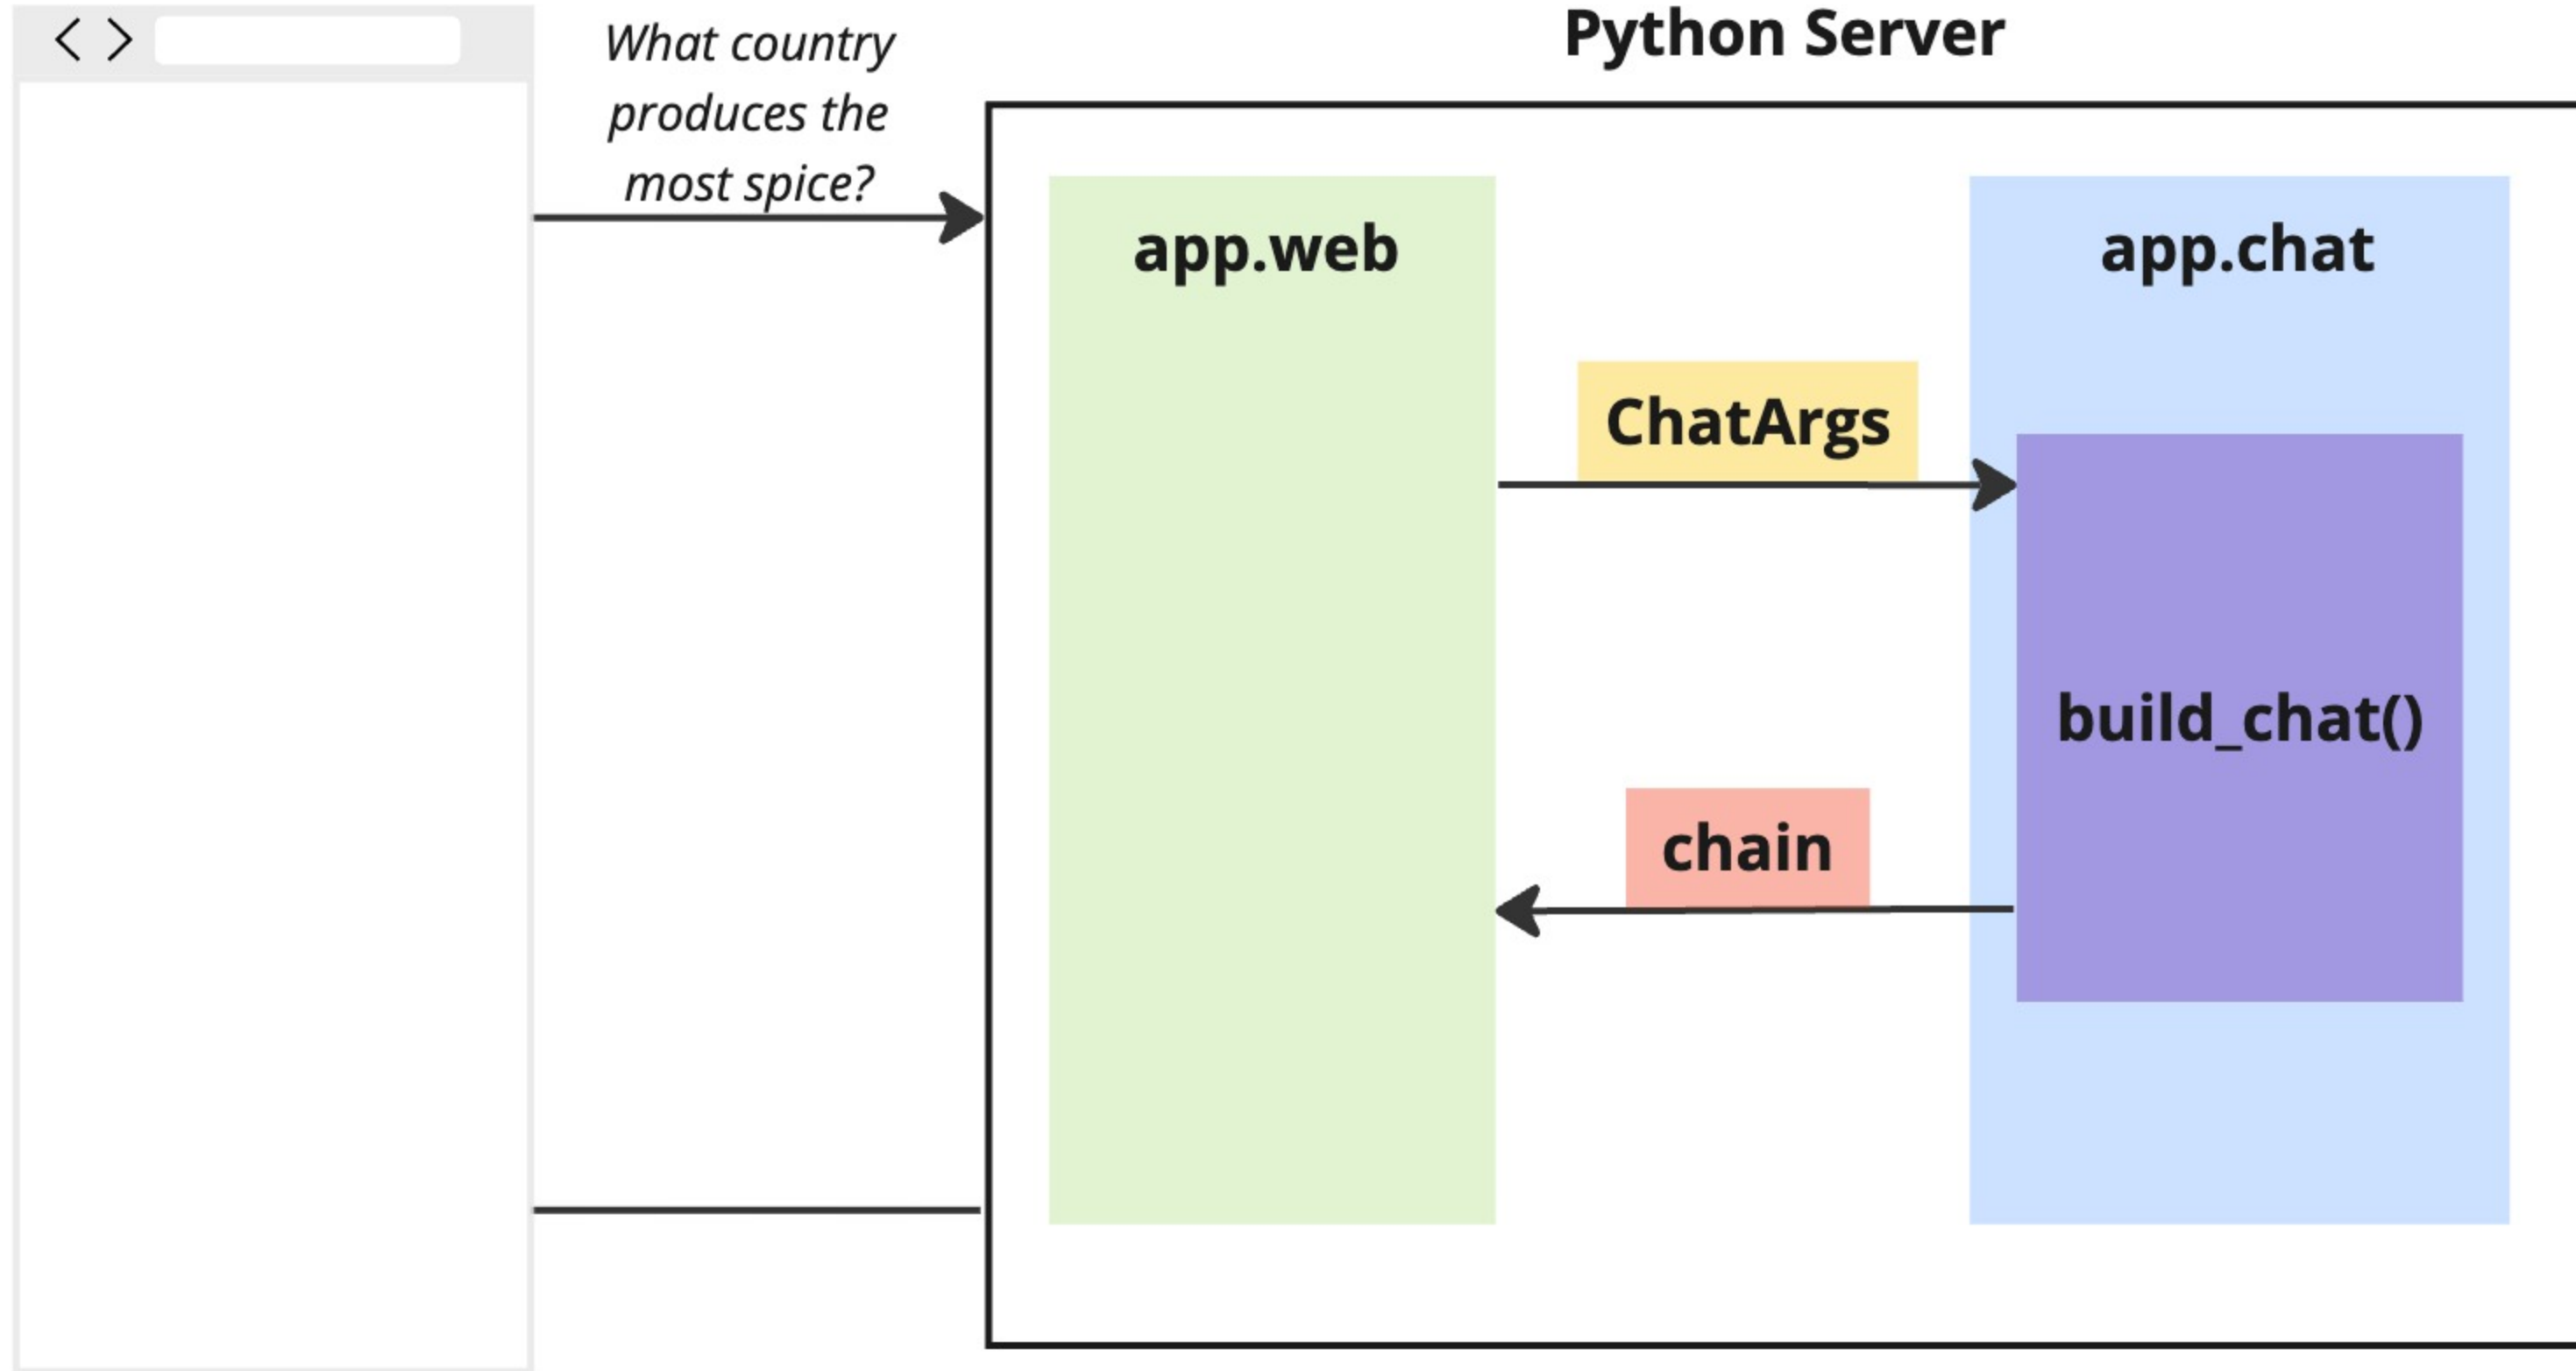 What country
produces the
most spice?
Python Server
app.web
app.chat
ChatArgs
build_chat()
chain